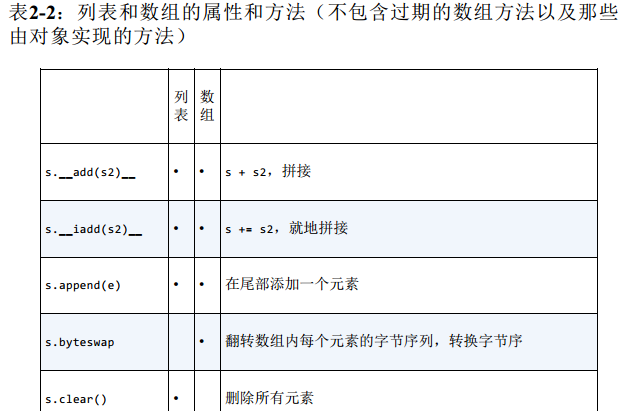 表2-2：列表和数组的属性和方法（不包含过期的数组方法以及那些
由对象实现的方法）
列表 数组
s.__add(s2)__ • • s + s2，拼接
s.__iadd(s2)__ • • s += s2，就地拼接
s.append(e) • • 在尾部添加一个元素
s.byteswap • 翻转数组内每个元素的字节序列，转换字节序
s.clear() • 删除所有元素